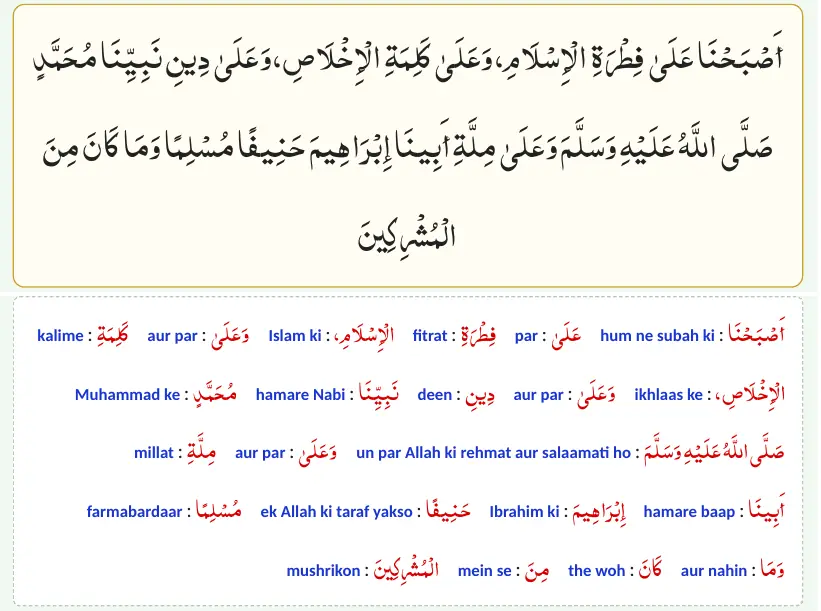 أَصْبَحْنَا عَلَىٰ فِطْرَةِ الْإِسْلَامِ، وَعَلَىٰ كَلِمَةِ الْإِخْلَاصِ، وَعَلَىٰ دِينِ نَبِيِّنَا مُحَمَّدٍ
صَلَّى اللَّهُ عَلَيْهِ وَسَلَّمَ وَعَلَىٰ مِلَّةِ أَبِينَا إِبْرَاهِيمَ حَنِيفًا مُسْلِمًا وَمَا كَانَ مِنَ
الْمُشْرِكِينَ
أَصْبَحْنَا : hum ne subah ki عَلَىٰ : par فِطْرَةِ : fitrat الْإِسْلَامِ، : Islam ki وَعَلَىٰ : aur par كَلِمَةِ : kalime
الْإِخْلَاصِ، : ikhlaas ke وَعَلَىٰ : aur par دِينِ : deen نَبِيِّنَا : hamare Nabi مُحَمَّدٍ : Muhammad ke
صَلَّى اللَّهُ عَلَيْهِ وَسَلَّمَ : un par Allah ki rehmat aur salaamati ho وَعَلَىٰ : aur par مِلَّةِ : millat
أَبِينَا : hamare baap إِبْرَاهِيمَ : Ibrahim ki حَنِيفًا : ek Allah ki taraf yakso مُسْلِمًا : farmabardaar
وَمَا : aur nahin كَانَ : the woh مِنَ : mein se الْمُشْرِكِينَ : mushrikon